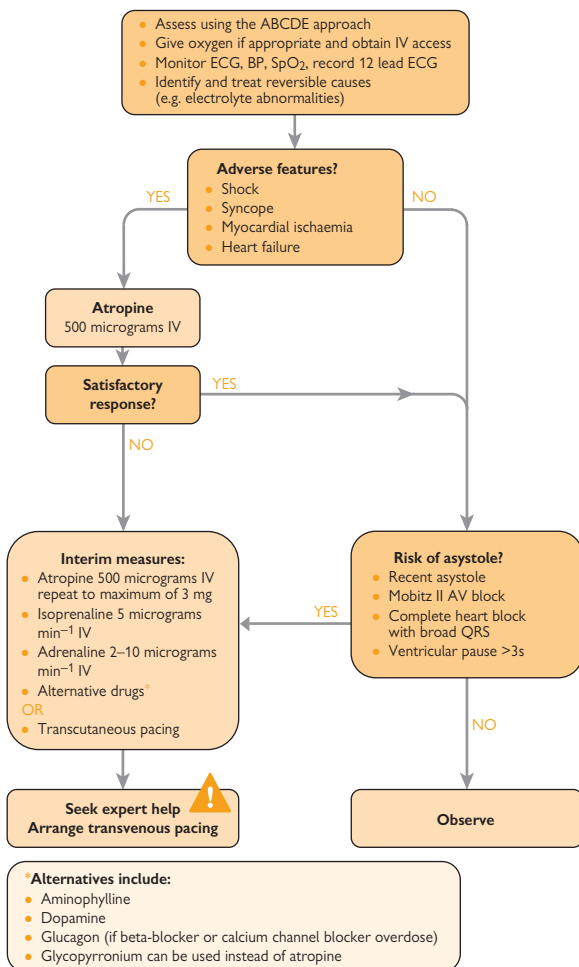 Assess using the ABCDE approach
Give oxygen if appropriate and obtain IV access
Monitor ECG, BP, SpO₂, record 12 lead ECG
Identify and treat reversible causes
(e.g. electrolyte abnormalities)
Adverse features?
Shock
Syncope
Myocardial ischaemia
Heart failure
YES
NO
Atropine
500 micrograms IV
Satisfactory
response?
YES
NO
Interim measures:
Atropine 500 micrograms IV
repeat to maximum of 3 mg
Isoprenaline 5 micrograms
min⁻¹ IV
Adrenaline 2–10 micrograms
min⁻¹ IV
Alternative drugs*
OR
Transcutaneous pacing
YES
Risk of asystole?
Recent asystole
Mobitz II AV block
Complete heart block
with broad QRS
Ventricular pause >3s
NO
!
Seek expert help
Arrange transvenous pacing
Observe
*Alternatives include:
Aminophylline
Dopamine
Glucagon (if beta-blocker or calcium channel blocker overdose)
Glycopyrronium can be used instead of atropine